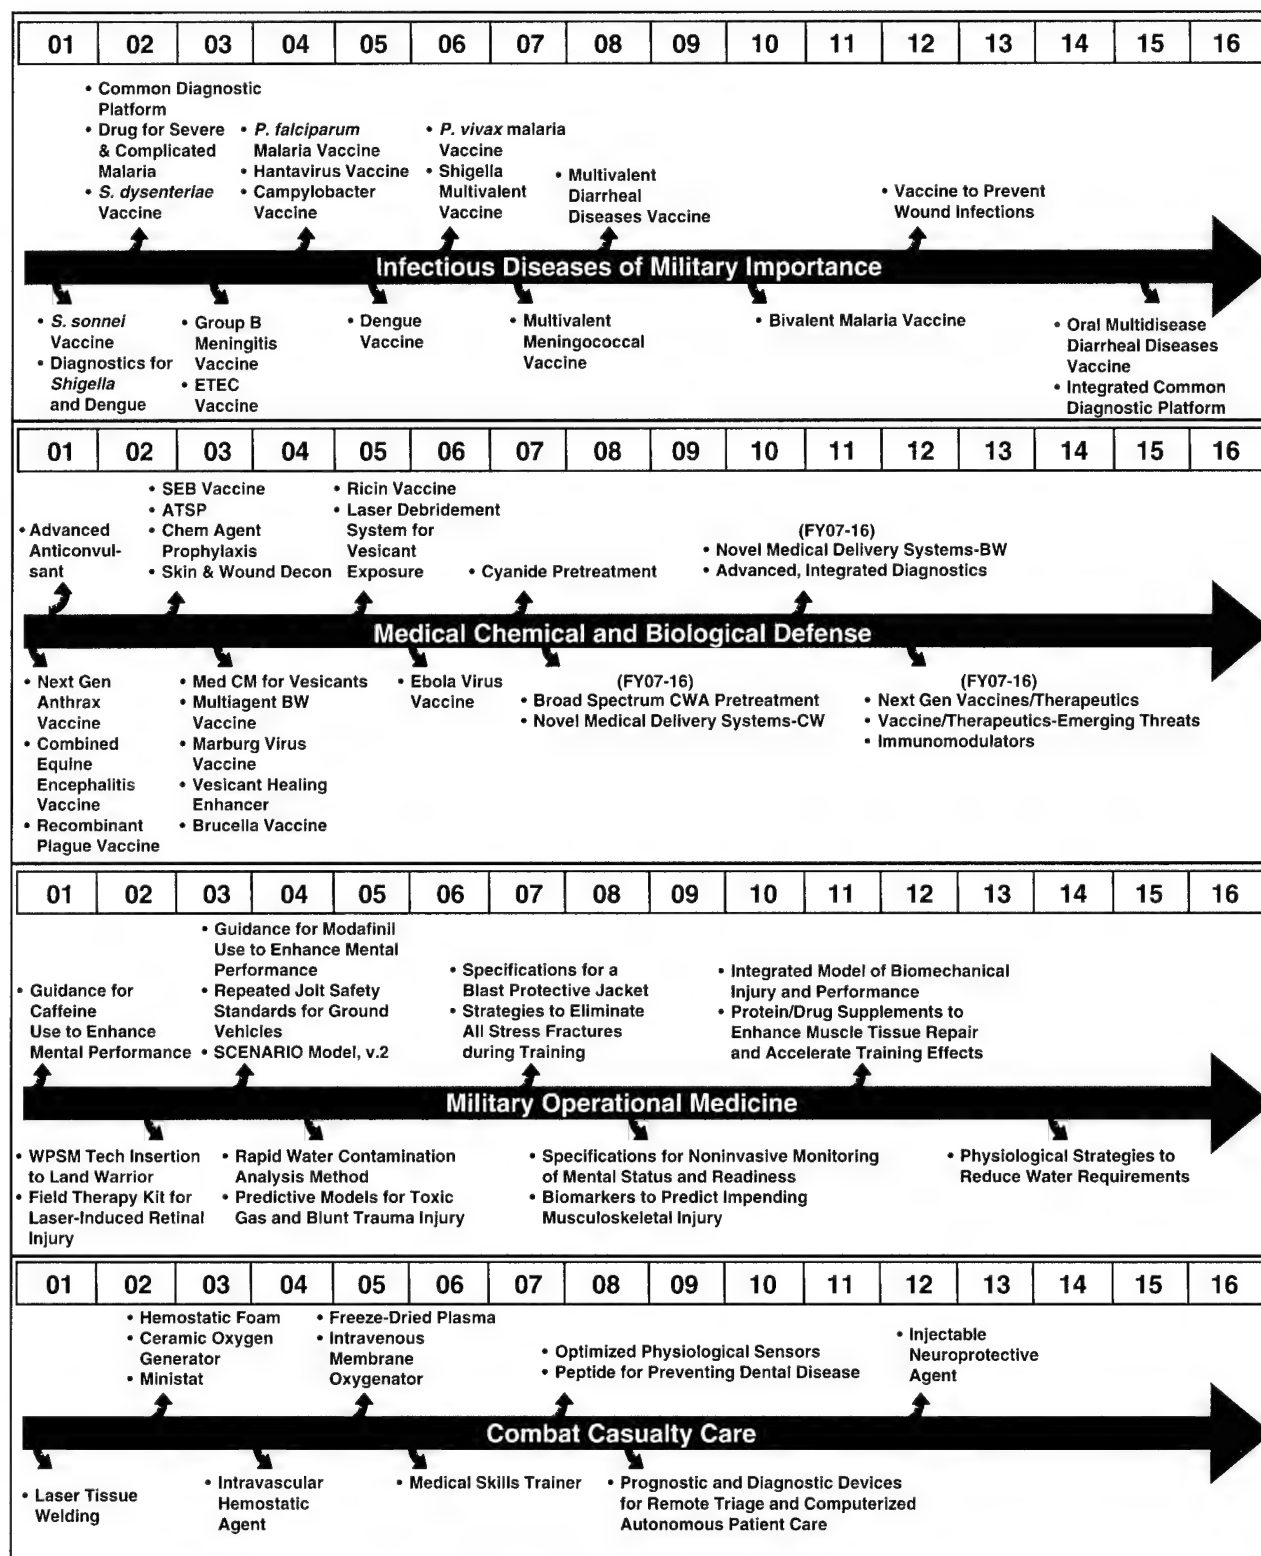 01 02 03 04 05 06 07 08 09 10 11 12 13 14 15 16
• Common Diagnostic
Platform
• Drug for Severe
& Complicated
Malaria
• S. dysenteriae
Vaccine
• P. falciparum
Malaria Vaccine
• Hantavirus Vaccine
• Campylobacter
Vaccine
• P. vivax malaria
Vaccine
• Shigella
Multivalent
Vaccine
• Multivalent
Diarrheal
Diseases Vaccine
• Vaccine to Prevent
Wound Infections
Infectious Diseases of Military Importance
• S. sonnei
Vaccine
• Diagnostics for
Shigella
and Dengue
• Group B
Meningitis
Vaccine
• ETEC
Vaccine
• Dengue
Vaccine
• Multivalent
Meningococcal
Vaccine
• Bivalent Malaria Vaccine
• Oral Multidisease
Diarrheal Diseases
Vaccine
• Integrated Common
Diagnostic Platform
01 02 03 04 05 06 07 08 09 10 11 12 13 14 15 16
• Advanced
Anticonvul-
sant
• SEB Vaccine
• ATSP
• Chem Agent
Prophylaxis
• Skin & Wound Decon
• Ricin Vaccine
• Laser Debridement
System for
Vesicant
Exposure
• Cyanide Pretreatment
(FY07-16)
• Novel Medical Delivery Systems-BW
• Advanced, Integrated Diagnostics
Medical Chemical and Biological Defense
• Next Gen
Anthrax
Vaccine
• Combined
Equine
Encephalitis
Vaccine
• Recombinant
Plague Vaccine
• Med CM for Vesicants
• Multiagent BW
Vaccine
• Marburg Virus
Vaccine
• Vesicant Healing
Enhancer
• Brucella Vaccine
• Ebola Virus
Vaccine
(FY07-16)
• Broad Spectrum CWA Pretreatment
• Novel Medical Delivery Systems-CW
(FY07-16)
• Next Gen Vaccines/Therapeutics
• Vaccine/Therapeutics-Emerging Threats
• Immunomodulators
01 02 03 04 05 06 07 08 09 10 11 12 13 14 15 16
• Guidance for
Caffeine
Use to Enhance
Mental Performance
• Guidance for Modafinil
Use to Enhance Mental
Performance
• Repeated Jolt Safety
Standards for Ground
Vehicles
• SCENARIO Model, v.2
• Specifications for a
Blast Protective Jacket
• Strategies to Eliminate
All Stress Fractures
during Training
• Integrated Model of Biomechanical
Injury and Performance
• Protein/Drug Supplements to
Enhance Muscle Tissue Repair
and Accelerate Training Effects
Military Operational Medicine
• WPSM Tech Insertion
to Land Warrior
• Field Therapy Kit for
Laser-Induced Retinal
Injury
• Rapid Water Contamination
Analysis Method
• Predictive Models for Toxic
Gas and Blunt Trauma Injury
• Specifications for Noninvasive Monitoring
of Mental Status and Readiness
• Biomarkers to Predict Impending
Musculoskeletal Injury
• Physiological Strategies to
Reduce Water Requirements
01 02 03 04 05 06 07 08 09 10 11 12 13 14 15 16
• Hemostatic Foam
• Ceramic Oxygen
Generator
• Ministat
• Freeze-Dried Plasma
• Intravenous
Membrane
Oxygenator
• Optimized Physiological Sensors
• Peptide for Preventing Dental Disease
• Injectable
Neuroprotective
Agent
Combat Casualty Care
• Laser Tissue
Welding
• Intravascular
Hemostatic
Agent
• Medical Skills Trainer
• Prognostic and Diagnostic Devices
for Remote Triage and Computerized
Autonomous Patient Care